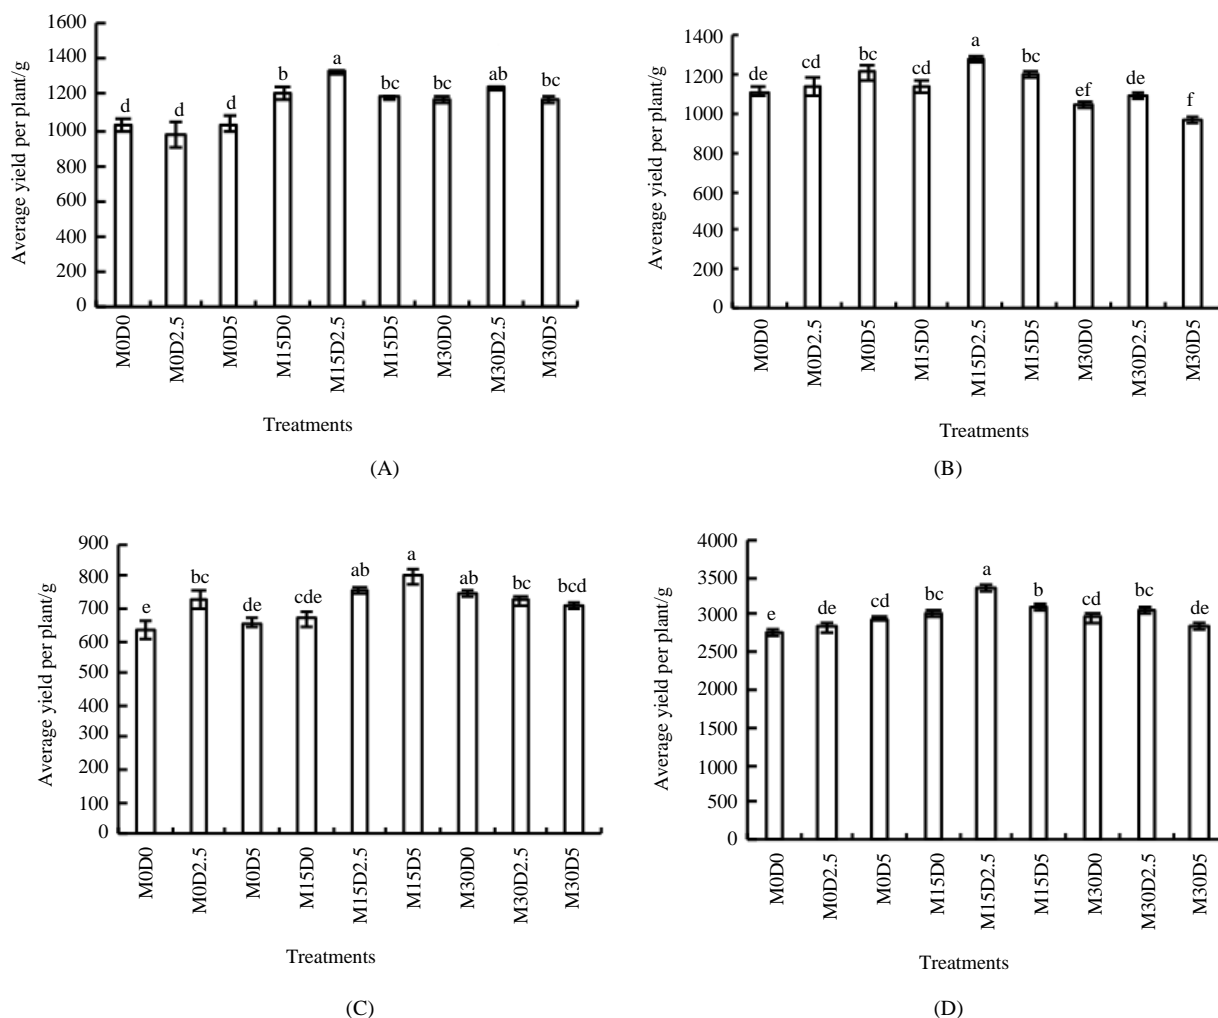 Average yield per plant/g
1600
1400
1200
1000
800
600
400
200
0
d
d
d
b
a
bc
bc
ab
bc
M0D0
M0D2.5
M0D5
M15D0
M15D2.5
M15D5
M30D0
M30D2.5
M30D5
Treatments
(A)
Average yield per plant/g
1400
1200
1000
800
600
400
200
0
de
cd
bc
cd
a
bc
ef
de
f
M0D0
M0D2.5
M0D5
M15D0
M15D2.5
M15D5
M30D0
M30D2.5
M30D5
Treatments
(B)
Average yield per plant/g
900
800
700
600
500
400
300
200
100
0
e
bc
de
cde
ab
a
ab
bc
bcd
M0D0
M0D2.5
M0D5
M15D0
M15D2.5
M15D5
M30D0
M30D2.5
M30D5
Treatments
(C)
Average yield per plant/g
4000
3500
3000
2500
2000
1500
1000
500
0
e
de
cd
bc
a
b
cd
bc
de
M0D0
M0D2.5
M0D5
M15D0
M15D2.5
M15D5
M30D0
M30D2.5
M30D5
Treatments
(D)